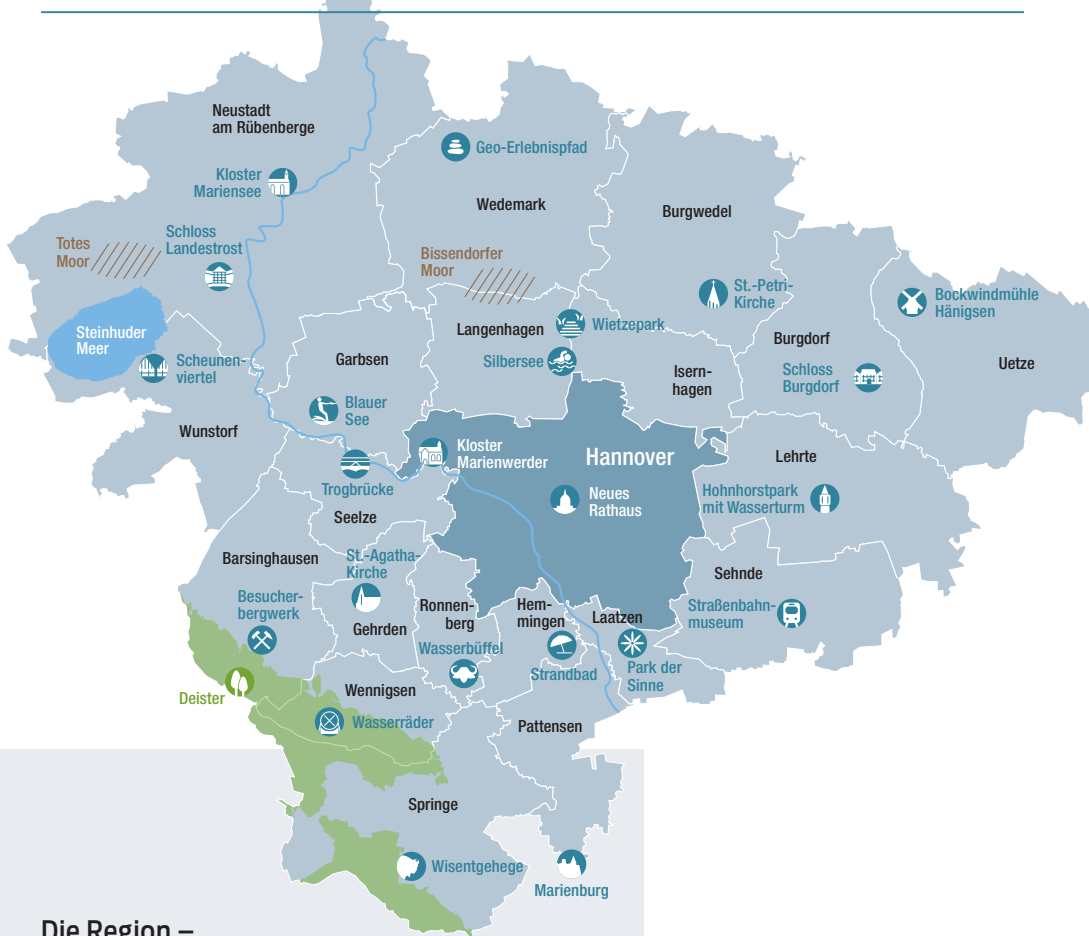 Neustadt
am Rübenberge
Geo-Erlebnispfad
Kloster
Mariensee
Wedemark
Burgwedel
Schloss
Landestrost
Totes
Moor
Bissendorfer
Moor
St.-Petri-
Kirche
Bockwindmühle
Hänigsen
Steinhuder
Meer
Langenhagen
Wietzepark
Burgdorf
Scheunen-
viertel
Garbsen
Silbersee
Isern-
hagen
Schloss
Burgdorf
Uetze
Blauer
See
Wunstorf
Kloster
Marienwerder
Hannover
Lehrte
Trogbrücke
Neues
Rathaus
Hohnhorstpark
mit Wasserturm
Seelze
Barsinghausen
St.-Agatha-
Kirche
Sehnde
Besucher-
bergwerk
Ronnen-
berg
Hem-
mingen
Laatzen
Straßenbahn-
museum
Gehrden
Wasserbüffel
Strandbad
Park der
Sinne
Deister
Wennigsen
Wasserräder
Pattensen
Springe
Wisentgehege
Marienburg
Die Region –